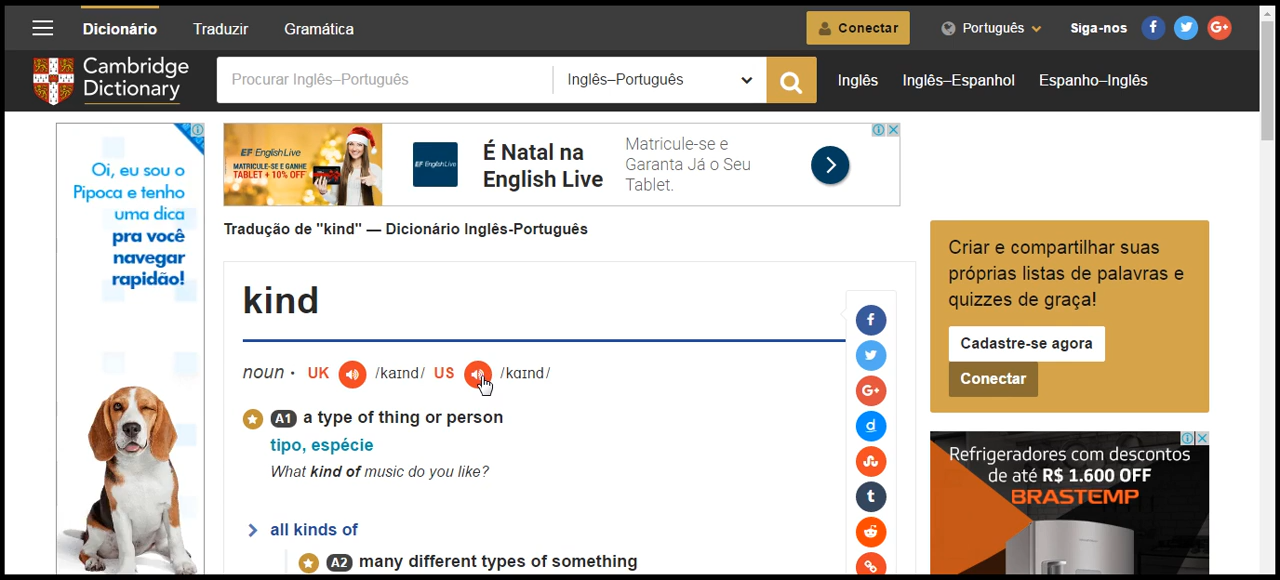 Dicionário Traduzir Gramática Conectar Português Siga-nos f G+
Cambridge
Dictionary
Procurar Inglês–Português Inglês–Português Inglês Inglês–Espanhol Espanho–Inglês
Oi, eu sou o
Pipoca e tenho
uma dica
pra você
navegar
rapidão!
EF English Live
MATRICULE-SE E GANHE
TABLET + 10% OFF
EF English Live
É Natal na
English Live
Matricule-se e
Garanta Já o Seu
Tablet.
Tradução de "kind" — Dicionário Inglês-Português
kind
noun · UK /kaɪnd/ US /kaɪnd/
A1 a type of thing or person
tipo, espécie
What kind of music do you like?
all kinds of
A2 many different types of something
f
G+
d
t
Criar e compartilhar suas
próprias listas de palavras e
quizzes de graça!
Cadastre-se agora
Conectar
Refrigeradores com descontos
de até R$ 1.600 OFF
BRASTEMP